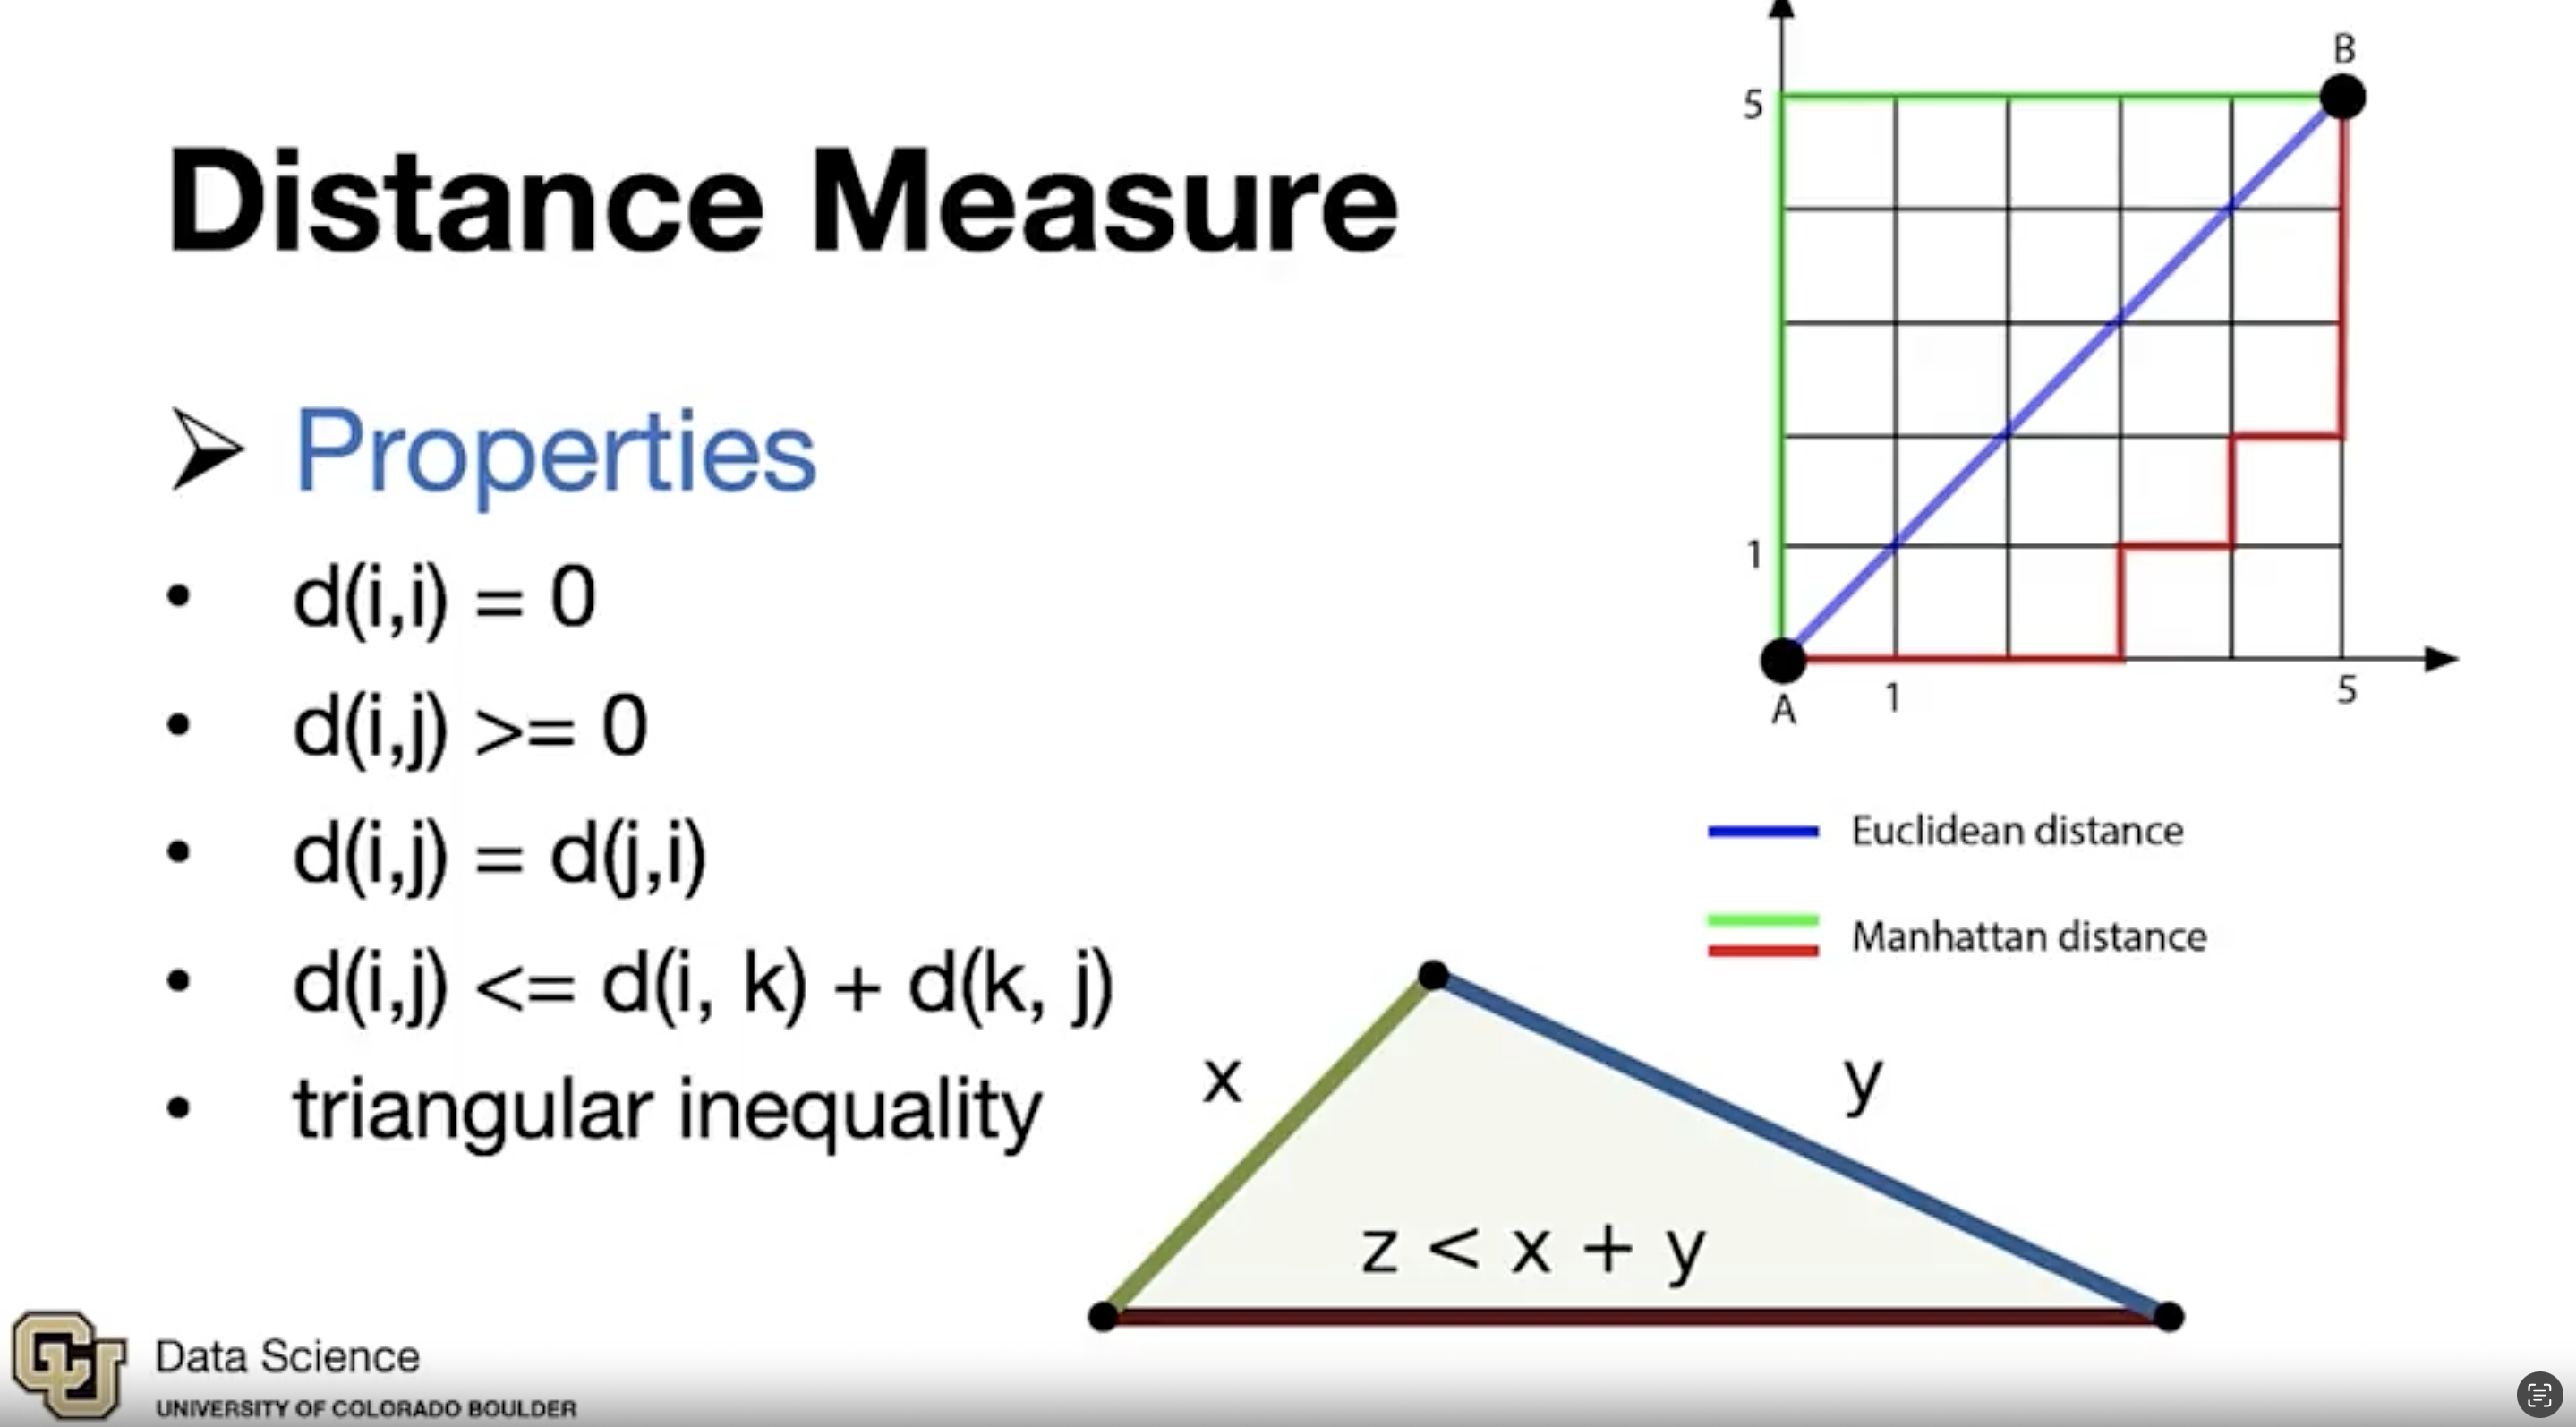 Distance Measure
Properties
• d(i,i) = 0
• d(i,j) >= 0
• d(i,j) = d(j,i)
• d(i,j) <= d(i, k) + d(k, j)
• triangular inequality
B
5
1
A
1
5
Euclidean distance
Manhattan distance
x
y
z < x + y
CU
Data Science
UNIVERSITY OF COLORADO BOULDER